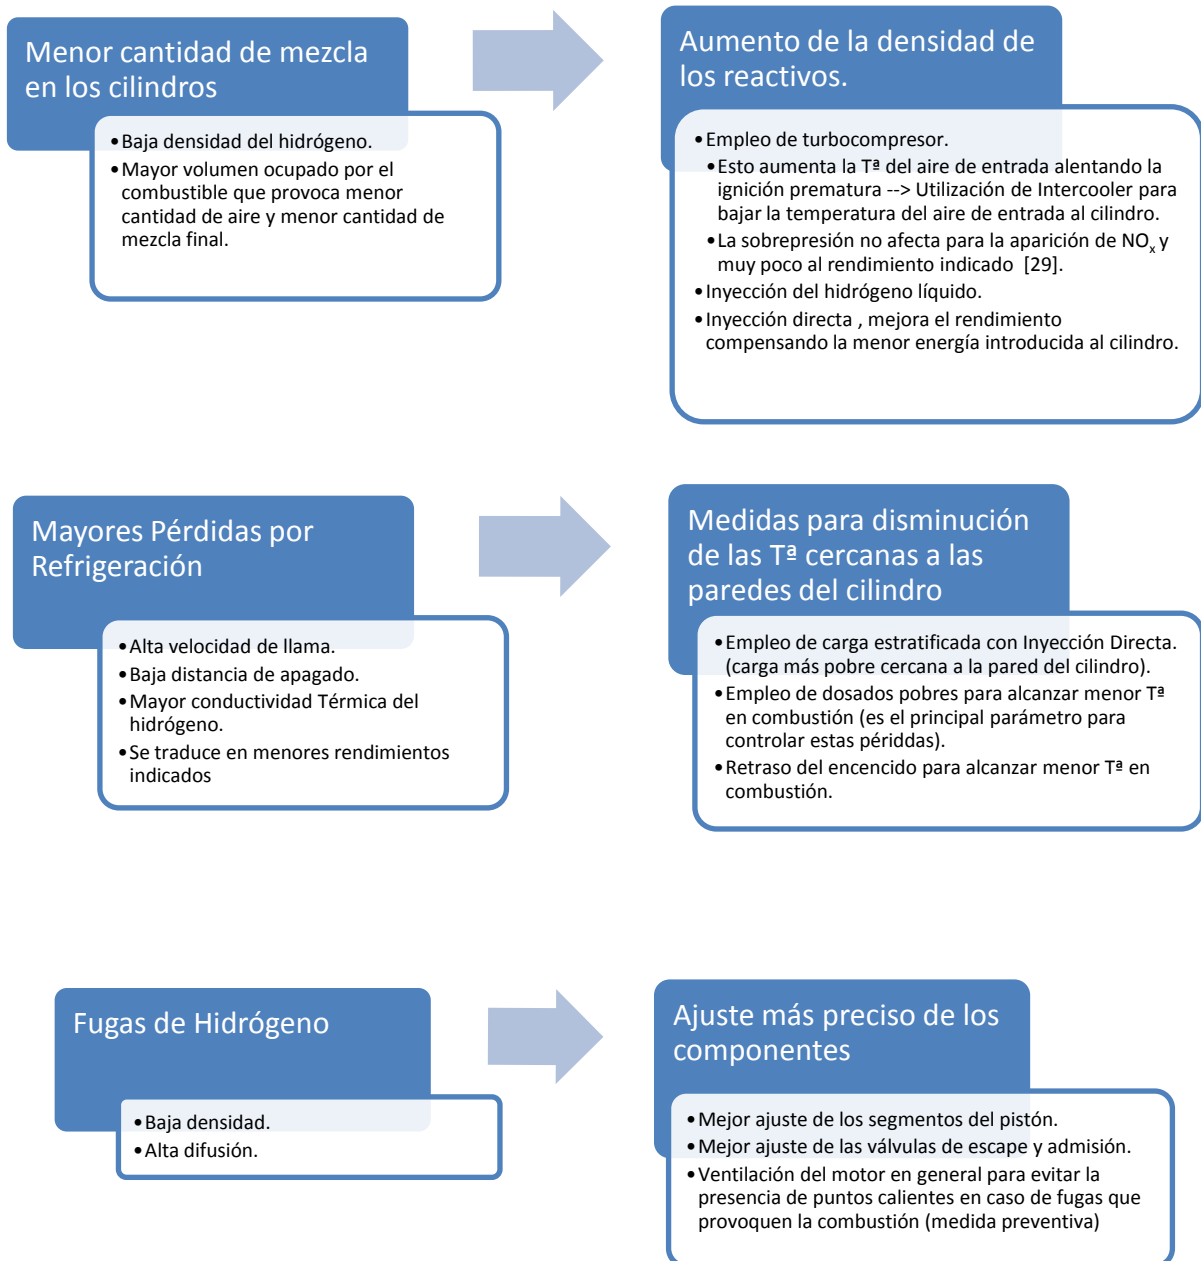 Menor cantidad de mezcla
en los cilindros
•Baja densidad del hidrógeno.
•Mayor volumen ocupado por el
combustible que provoca menor
cantidad de aire y menor cantidad de
mezcla final.
Aumento de la densidad de
los reactivos.
•Empleo de turbocompresor.
•Esto aumenta la Tª del aire de entrada alentando la
ignición prematura --> Utilización de Intercooler para
bajar la temperatura del aire de entrada al cilindro.
•La sobrepresión no afecta para la aparición de NOx y
muy poco al rendimiento indicado [29].
•Inyección del hidrógeno líquido.
•Inyección directa , mejora el rendimiento
compensando la menor energía introducida al cilindro.
Mayores Pérdidas por
Refrigeración
•Alta velocidad de llama.
•Baja distancia de apagado.
•Mayor conductividad Térmica del
hidrógeno.
•Se traduce en menores rendimientos
indicados
Medidas para disminución
de las Tª cercanas a las
paredes del cilindro
•Empleo de carga estratificada con Inyección Directa.
(carga más pobre cercana a la pared del cilindro).
•Empleo de dosados pobres para alcanzar menor Tª
en combustión (es el principal parámetro para
controlar estas périddas).
•Retraso del encencido para alcanzar menor Tª en
combustión.
Fugas de Hidrógeno
•Baja densidad.
•Alta difusión.
Ajuste más preciso de los
componentes
•Mejor ajuste de los segmentos del pistón.
•Mejor ajuste de las válvulas de escape y admisión.
•Ventilación del motor en general para evitar la
presencia de puntos calientes en caso de fugas que
provoquen la combustión (medida preventiva)